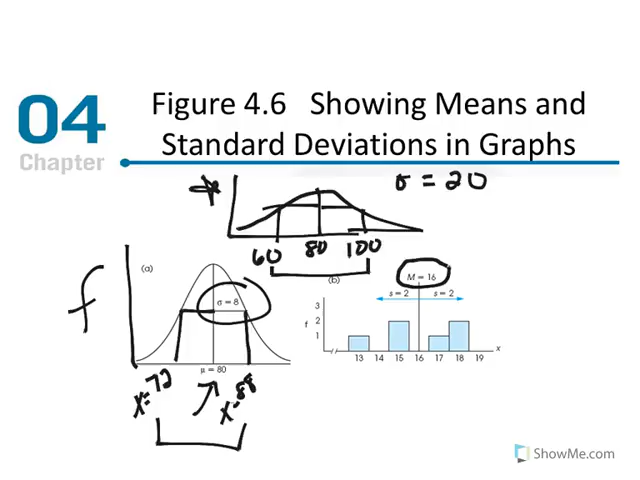 04
Chapter
Figure 4.6 Showing Means and
Standard Deviations in Graphs
σ = 20
f
60 80 100
(a)
(b)
f
σ = 8
μ = 80
x=72
x=88
M = 16
s = 2 s = 2
f
3
2
1
13 14 15 16 17 18 19
x
ShowMe.com